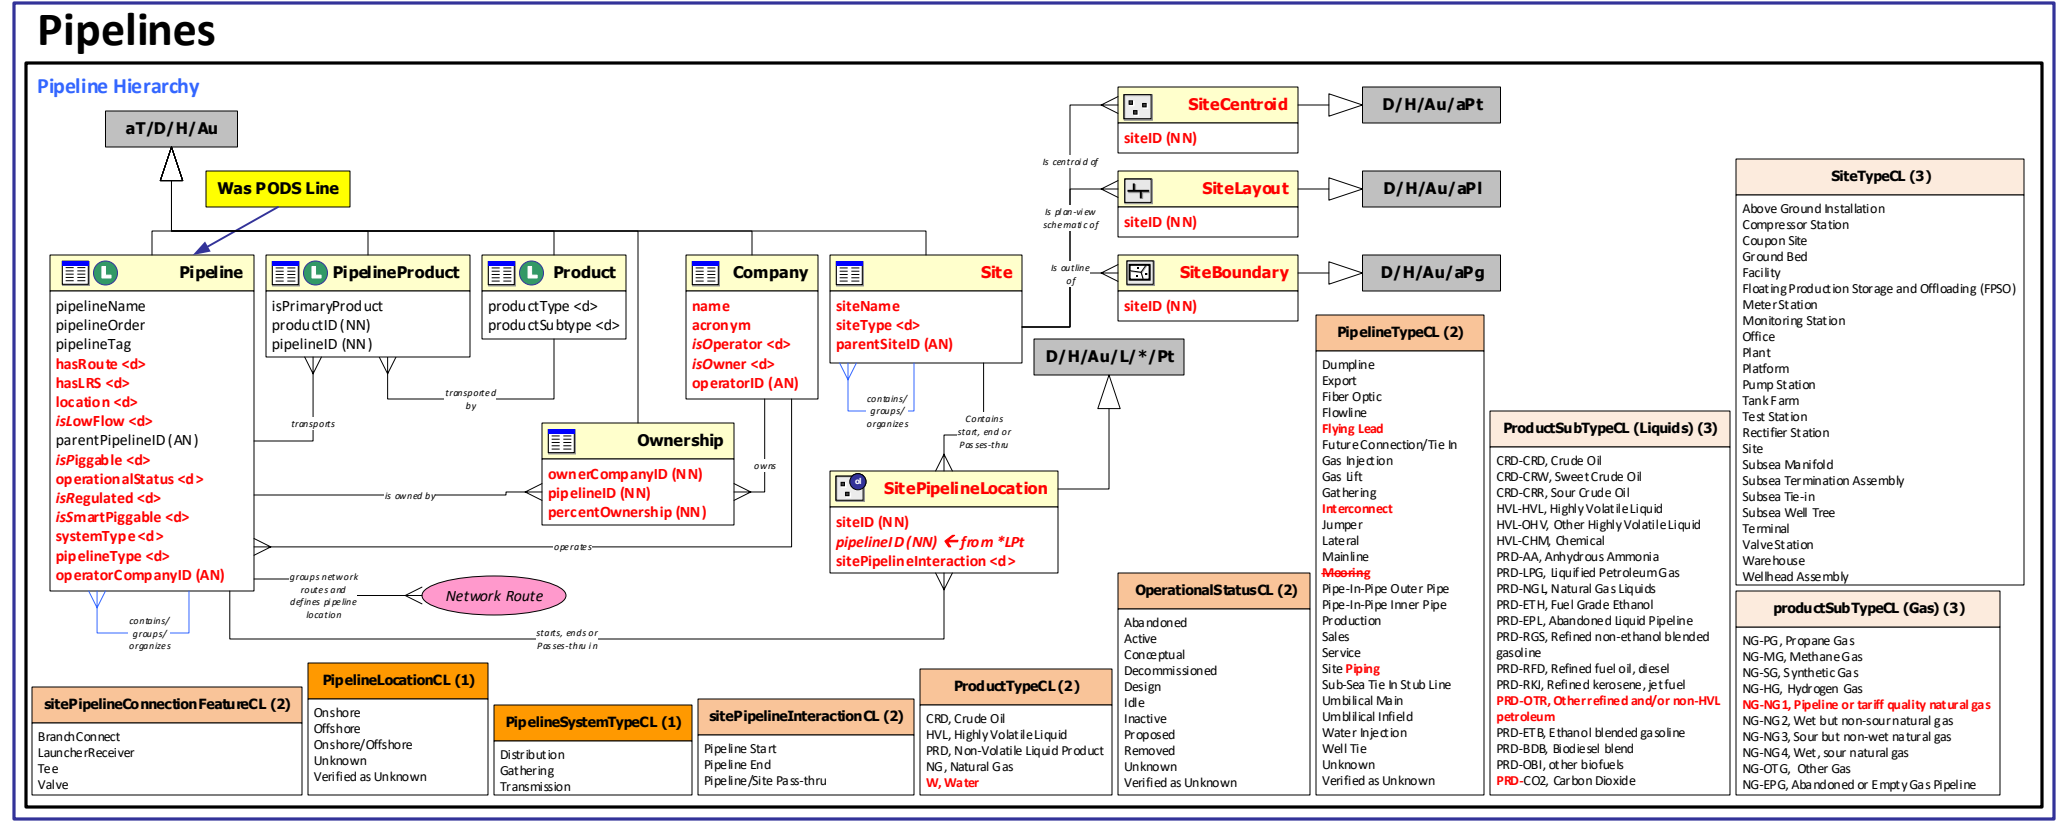 Pipelines
Pipeline Hierarchy
aT/D/H/Au
Was PODS Line
Pipeline
pipelineName
pipelineOrder
pipelineTag
hasRoute <d>
hasLRS <d>
location <d>
isLowFlow <d>
parentPipelineID (AN)
isPiggable <d>
operationalStatus <d>
isRegulated <d>
isSmartPiggable <d>
systemType <d>
pipelineType <d>
operatorCompanyID (AN)
contains/
groups/
organizes
PipelineProduct
isPrimaryProduct
productID (NN)
pipelineID (NN)
transports
Product
productType <d>
productSubtype <d>
transported
by
Company
name
acronym
isOperator <d>
isOwner <d>
operatorID (AN)
owns
operates
Ownership
ownerCompanyID (NN)
pipelineID (NN)
percentOwnership (NN)
is owned by
groups network
routes and
defines pipeline
location
Network Route
starts, ends or
Passes-thru in
Site
siteName
siteType <d>
parentSiteID (AN)
contains/
groups/
organizes
Contains
start, end or
Passes-thru
SitePipelineLocation
siteID (NN)
pipelineID (NN) ← from *LPt
sitePipelineInteraction <d>
D/H/Au/L/*/Pt
Is centroid of
Is plan-view
schematic of
Is outline
of
SiteCentroid
siteID (NN)
D/H/Au/aPt
SiteLayout
siteID (NN)
D/H/Au/aPl
SiteBoundary
siteID (NN)
D/H/Au/aPg
sitePipelineConnectionFeatureCL (2)
BranchConnect
LauncherReceiver
Tee
Valve
PipelineLocationCL (1)
Onshore
Offshore
Onshore/Offshore
Unknown
Verified as Unknown
PipelineSystemTypeCL (1)
Distribution
Gathering
Transmission
sitePipelineInteractionCL (2)
Pipeline Start
Pipeline End
Pipeline/Site Pass-thru
ProductTypeCL (2)
CRD, Crude Oil
HVL, Highly Volatile Liquid
PRD, Non-Volatile Liquid Product
NG, Natural Gas
W, Water
OperationalStatusCL (2)
Abandoned
Active
Conceptual
Decommissioned
Design
Idle
Inactive
Proposed
Removed
Unknown
Verified as Unknown
PipelineTypeCL (2)
Dumpline
Export
Fiber Optic
Flowline
Flying Lead
Future Connection/Tie In
Gas Injection
Gas Lift
Gathering
Interconnect
Jumper
Lateral
Mainline
Mooring
Pipe-In-Pipe Outer Pipe
Pipe-In-Pipe Inner Pipe
Production
Sales
Service
Site Piping
Sub-Sea Tie In Stub Line
Umbilical Main
Umblilical Infield
Water Injection
Well Tie
Unknown
Verified as Unknown
ProductSubTypeCL (Liquids) (3)
CRD-CRD, Crude Oil
CRD-CRW, Sweet Crude Oil
CRD-CRR, Sour Crude Oil
HVL-HVL, Highly Volatile Liquid
HVL-OHV, Other Highly Volatile Liquid
HVL-CHM, Chemical
PRD-AA, Anhydrous Ammonia
PRD-LPG, Liquified Petroleum Gas
PRD-NGL, Natural Gas Liquids
PRD-ETH, Fuel Grade Ethanol
PRD-EPL, Abandoned Liquid Pipeline
PRD-RGS, Refined non-ethanol blended
gasoline
PRD-RFD, Refined fuel oil, diesel
PRD-RKJ, Refined kerosene, jet fuel
PRD-OTR, Other refined and/or non-HVL
petroleum
PRD-ETB, Ethanol blended gasoline
PRD-BDB, Biodiesel blend
PRD-OBI, other biofuels
PRD-CO2, Carbon Dioxide
SiteTypeCL (3)
Above Ground Installation
Compressor Station
Coupon Site
Ground Bed
Facility
Floating Production Storage and Offloading (FPSO)
Meter Station
Monitoring Station
Office
Plant
Platform
Pump Station
Tank Farm
Test Station
Rectifier Station
Site
Subsea Manifold
Subsea Termination Assembly
Subsea Tie-in
Subsea Well Tree
Terminal
Valve Station
Warehouse
Wellhead Assembly
productSubTypeCL (Gas) (3)
NG-PG, Propane Gas
NG-MG, Methane Gas
NG-SG, Synthetic Gas
NG-HG, Hydrogen Gas
NG-NG1, Pipeline or tariff quality natural gas
NG-NG2, Wet but non-sour natural gas
NG-NG3, Sour but non-wet natural gas
NG-NG4, Wet, sour natural gas
NG-OTG, Other Gas
NG-EPG, Abandoned or Empty Gas Pipeline